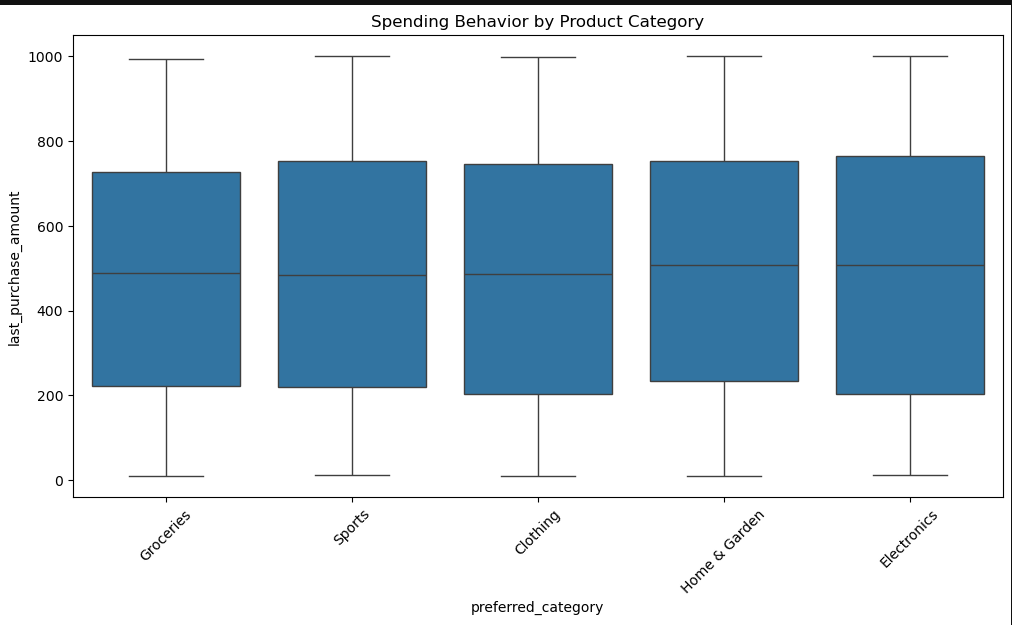 Spending Behavior by Product Category
last_purchase_amount
1000
800
600
400
200
0
Groceries
Sports
Clothing
Home & Garden
Electronics
preferred_category